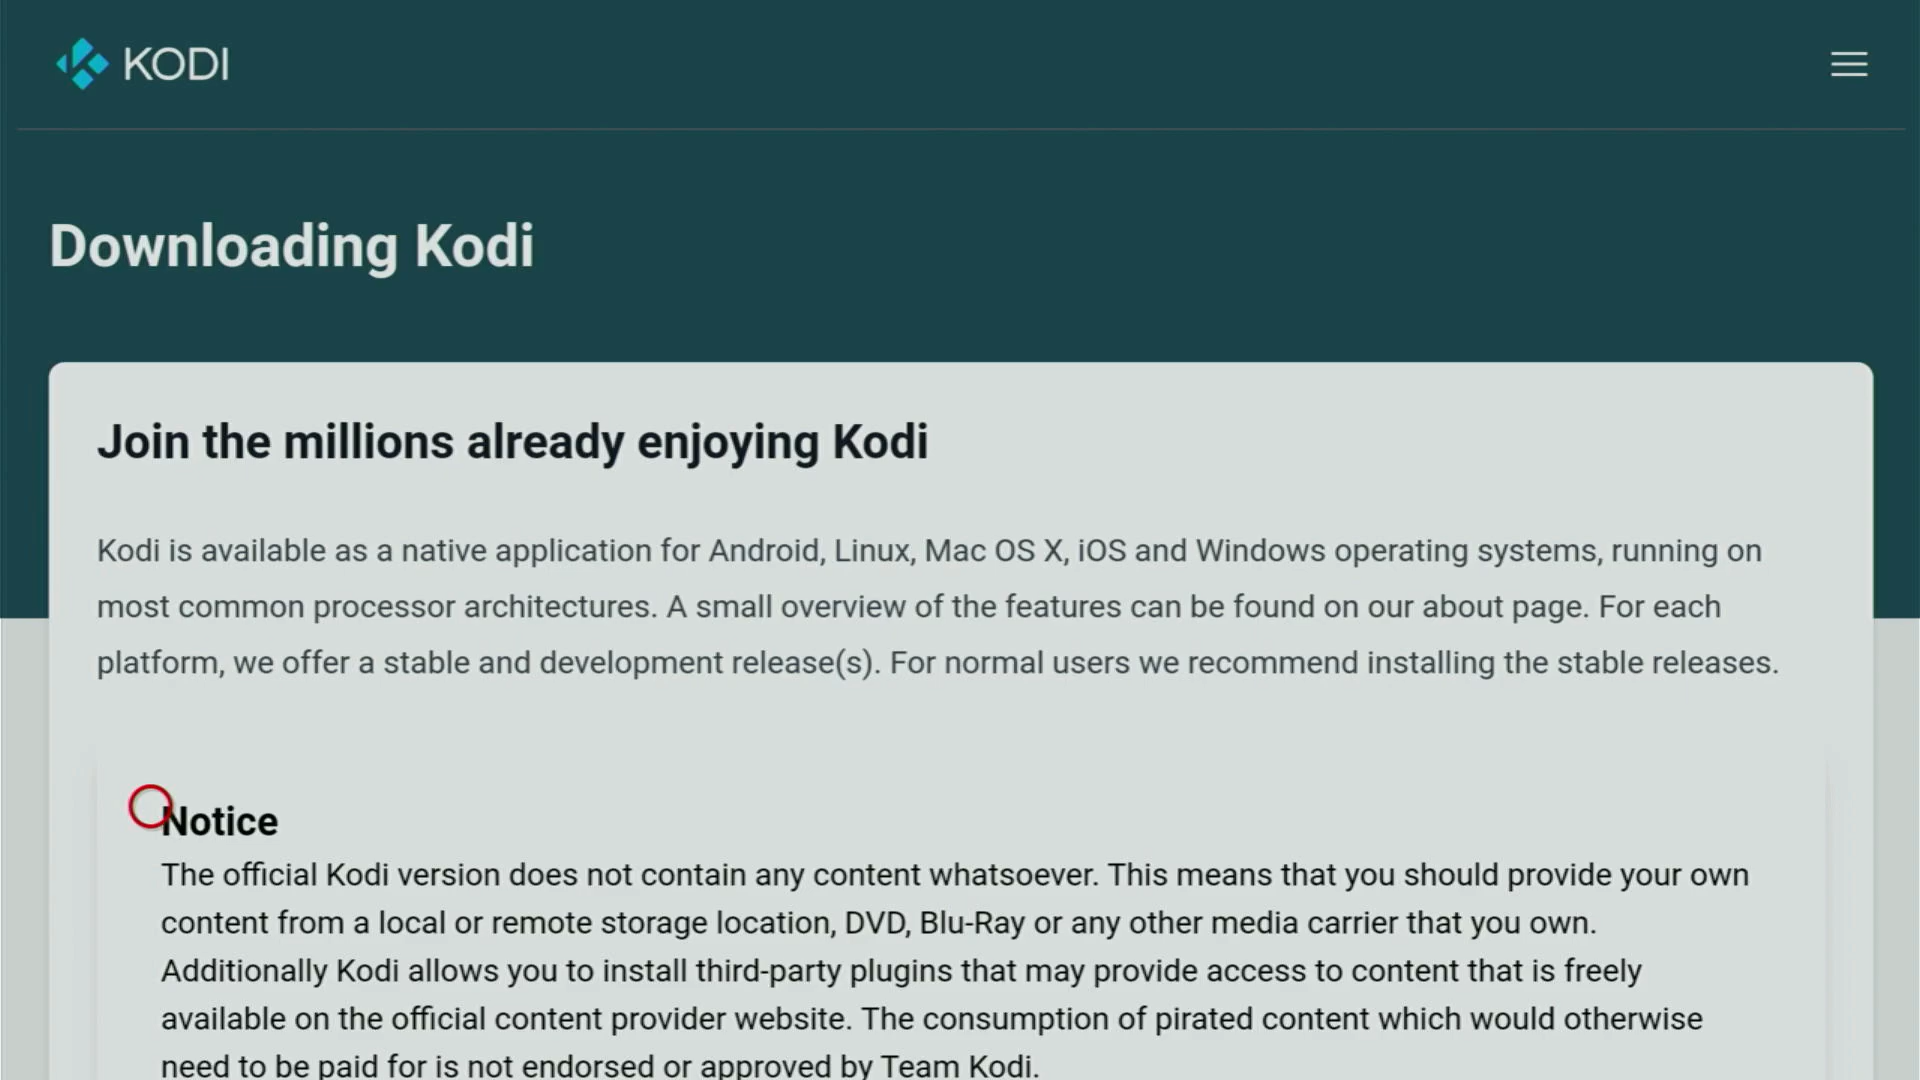 KODI
Downloading Kodi
Join the millions already enjoying Kodi
Kodi is available as a native application for Android, Linux, Mac OS X, iOS and Windows operating systems, running on
most common processor architectures. A small overview of the features can be found on our about page. For each
platform, we offer a stable and development release(s). For normal users we recommend installing the stable releases.
Notice
The official Kodi version does not contain any content whatsoever. This means that you should provide your own
content from a local or remote storage location, DVD, Blu-Ray or any other media carrier that you own.
Additionally Kodi allows you to install third-party plugins that may provide access to content that is freely
available on the official content provider website. The consumption of pirated content which would otherwise
need to be paid for is not endorsed or approved by Team Kodi.